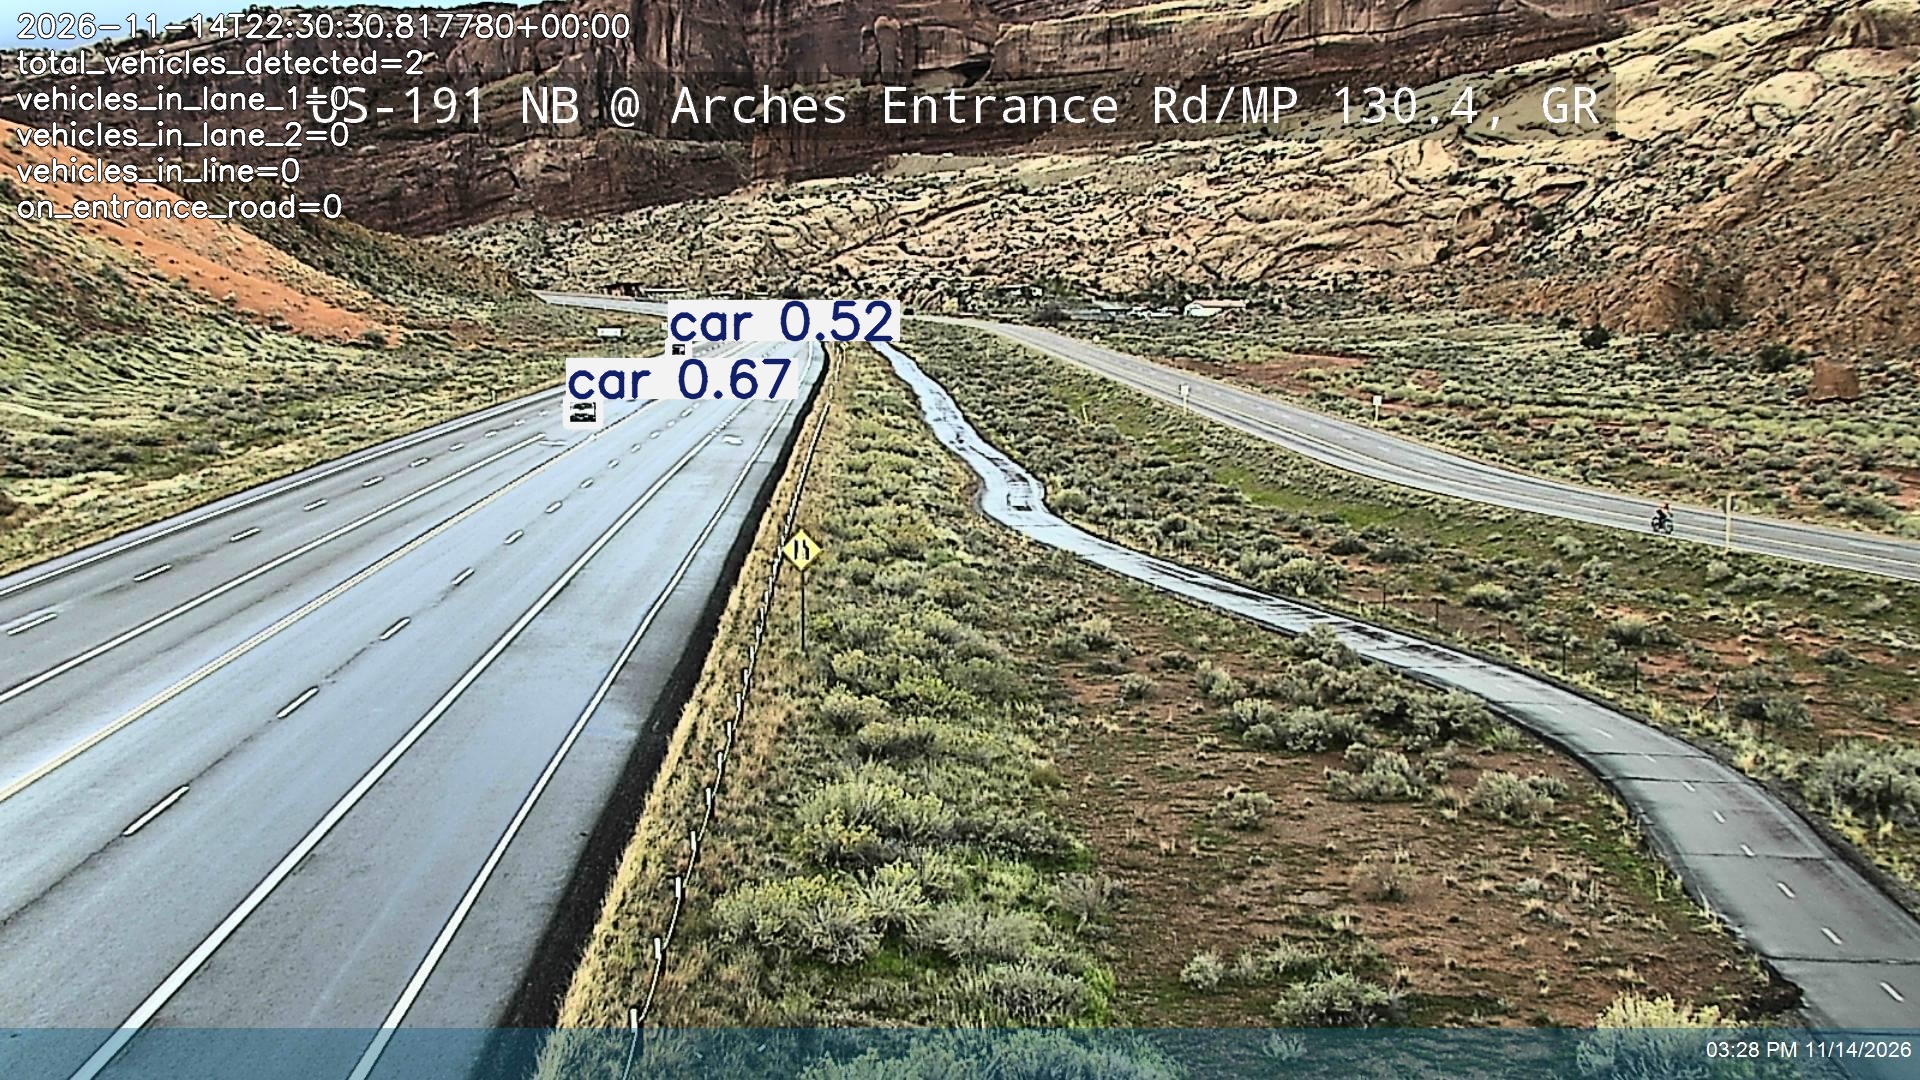 2026-11-14T22:30:30.817780+00:00
total_vehicles_detected=2
vehicles_in_lane_1=0
US-191 NB @ Arches Entrance Rd/MP 130.4, GR
vehicles_in_lane_2=0
vehicles_in_line=0
on_entrance_road=0
car 0.52
car 0.67
03:28 PM 11/14/2026